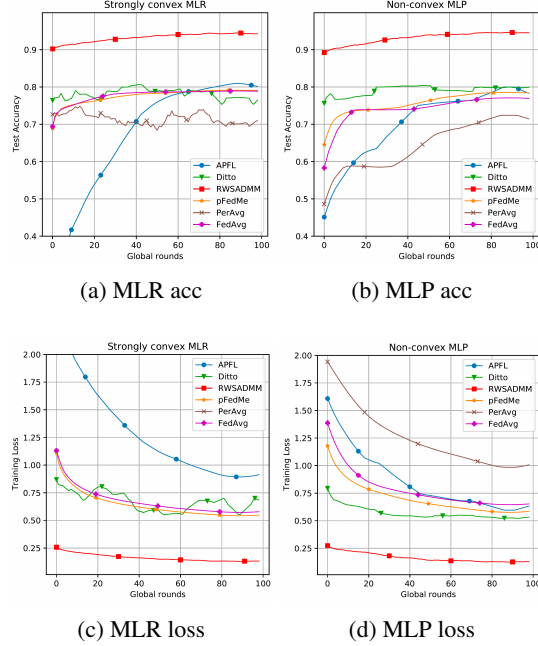 Strongly convex MLR
Test Accuracy
0.9
0.8
0.7
0.6
0.5
0.4
APFL
Ditto
RWSADMM
pFedMe
PerAvg
FedAvg
0 20 40 60 80 100
Global rounds
(a) MLR acc
Non-convex MLP
Test Accuracy
0.9
0.8
0.7
0.6
0.5
0.4
APFL
Ditto
RWSADMM
pFedMe
PerAvg
FedAvg
0 20 40 60 80 100
Global rounds
(b) MLP acc
Strongly convex MLR
Training Loss
2.00
1.75
1.50
1.25
1.00
0.75
0.50
0.25
APFL
Ditto
RWSADMM
pFedMe
PerAvg
FedAvg
0 20 40 60 80 100
Global rounds
(c) MLR loss
Non-convex MLP
Training Loss
2.00
1.75
1.50
1.25
1.00
0.75
0.50
0.25
APFL
Ditto
RWSADMM
pFedMe
PerAvg
FedAvg
0 20 40 60 80 100
Global rounds
(d) MLP loss